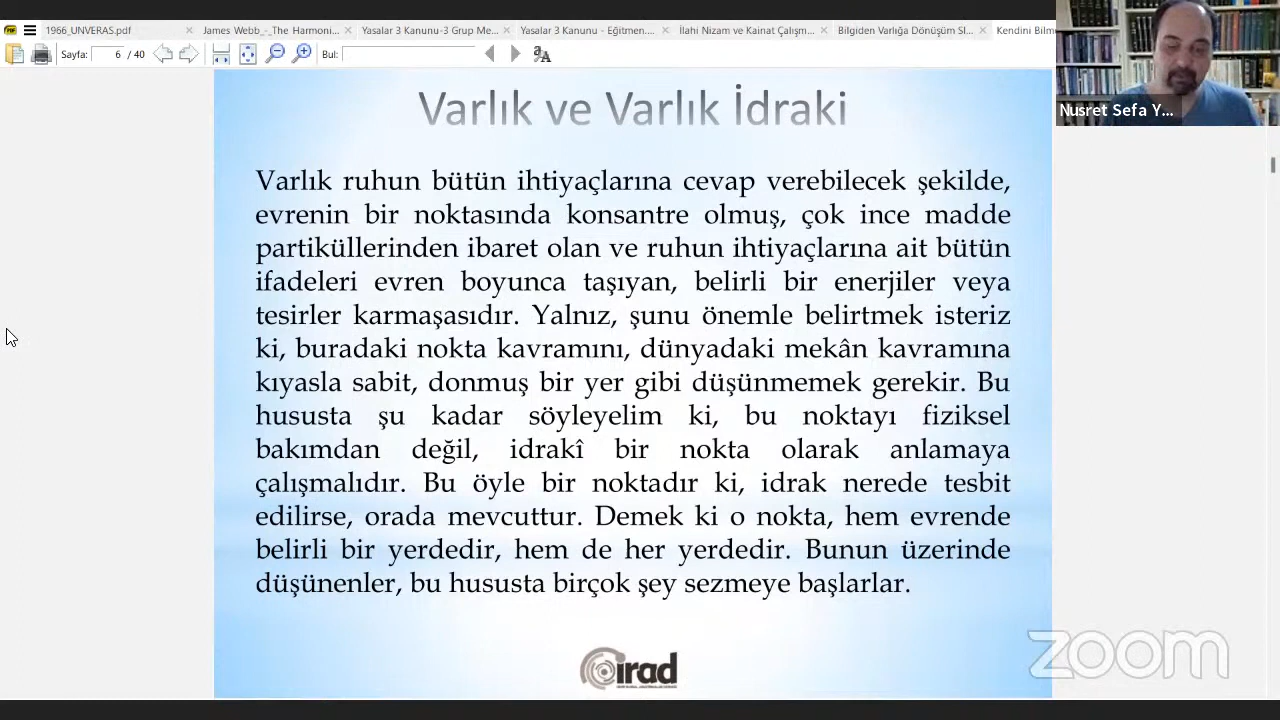 1966_UNVERAS.pdf
James Webb_-_The Harmoni...
Yasalar 3 Kanunu-3 Grup Me...
Yasalar 3 Kanunu - Eğitmen....
İlahi Nizam ve Kainat Çalışm...
Bilgiden Varlığa Dönüşüm Sl...
Kendini Bilm
Sayfa: 6 / 40 Bul:
Nusret Sefa Y...
Varlık ve Varlık İdraki
Varlık ruhun bütün ihtiyaçlarına cevap verebilecek şekilde,
evrenin bir noktasında konsantre olmuş, çok ince madde
partiküllerinden ibaret olan ve ruhun ihtiyaçlarına ait bütün
ifadeleri evren boyunca taşıyan, belirli bir enerjiler veya
tesirler karmaşasıdır. Yalnız, şunu önemle belirtmek isteriz
ki, buradaki nokta kavramını, dünyadaki mekân kavramına
kıyasla sabit, donmuş bir yer gibi düşünmemek gerekir. Bu
hususta şu kadar söyleyelim ki, bu noktayı fiziksel
bakımdan değil, idrakî bir nokta olarak anlamaya
çalışmalıdır. Bu öyle bir noktadır ki, idrak nerede tesbit
edilirse, orada mevcuttur. Demek ki o nokta, hem evrende
belirli bir yerdedir, hem de her yerdedir. Bunun üzerinde
düşünenler, bu hususta birçok şey sezmeye başlarlar.
irad
zoom